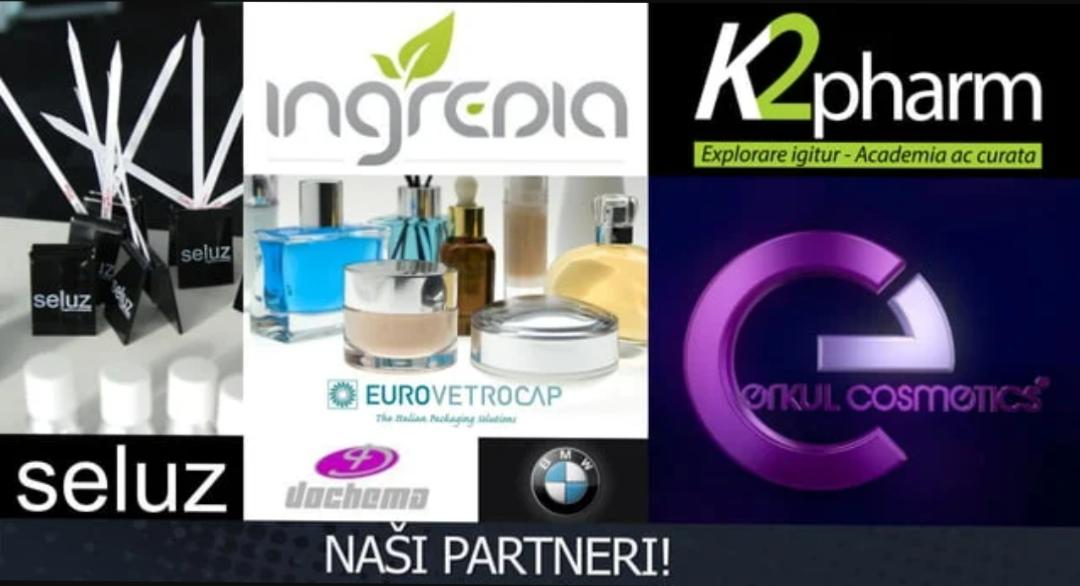 seluz
seluz
seluz
seluz
ingredia
K2pharm
Explorare igitur - Academia ac curata
EUROVETROCAP
The Italian Packaging Solutions
erkul cosmetics
dachema
BMW
NAŠI PARTNERI!